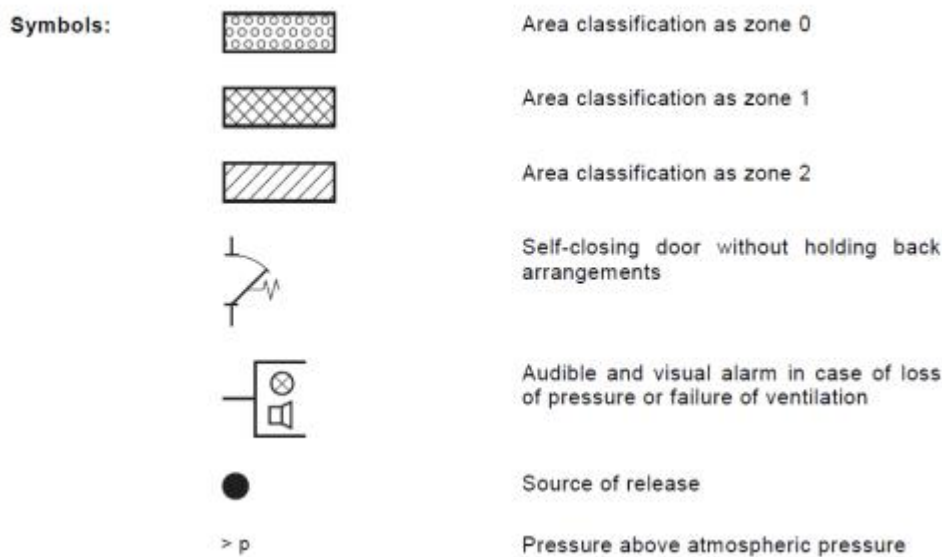 Symbols:
Area classification as zone 0
Area classification as zone 1
Area classification as zone 2
Self-closing door without holding back
arrangements
Audible and visual alarm in case of loss
of pressure or failure of ventilation
Source of release
> p
Pressure above atmospheric pressure